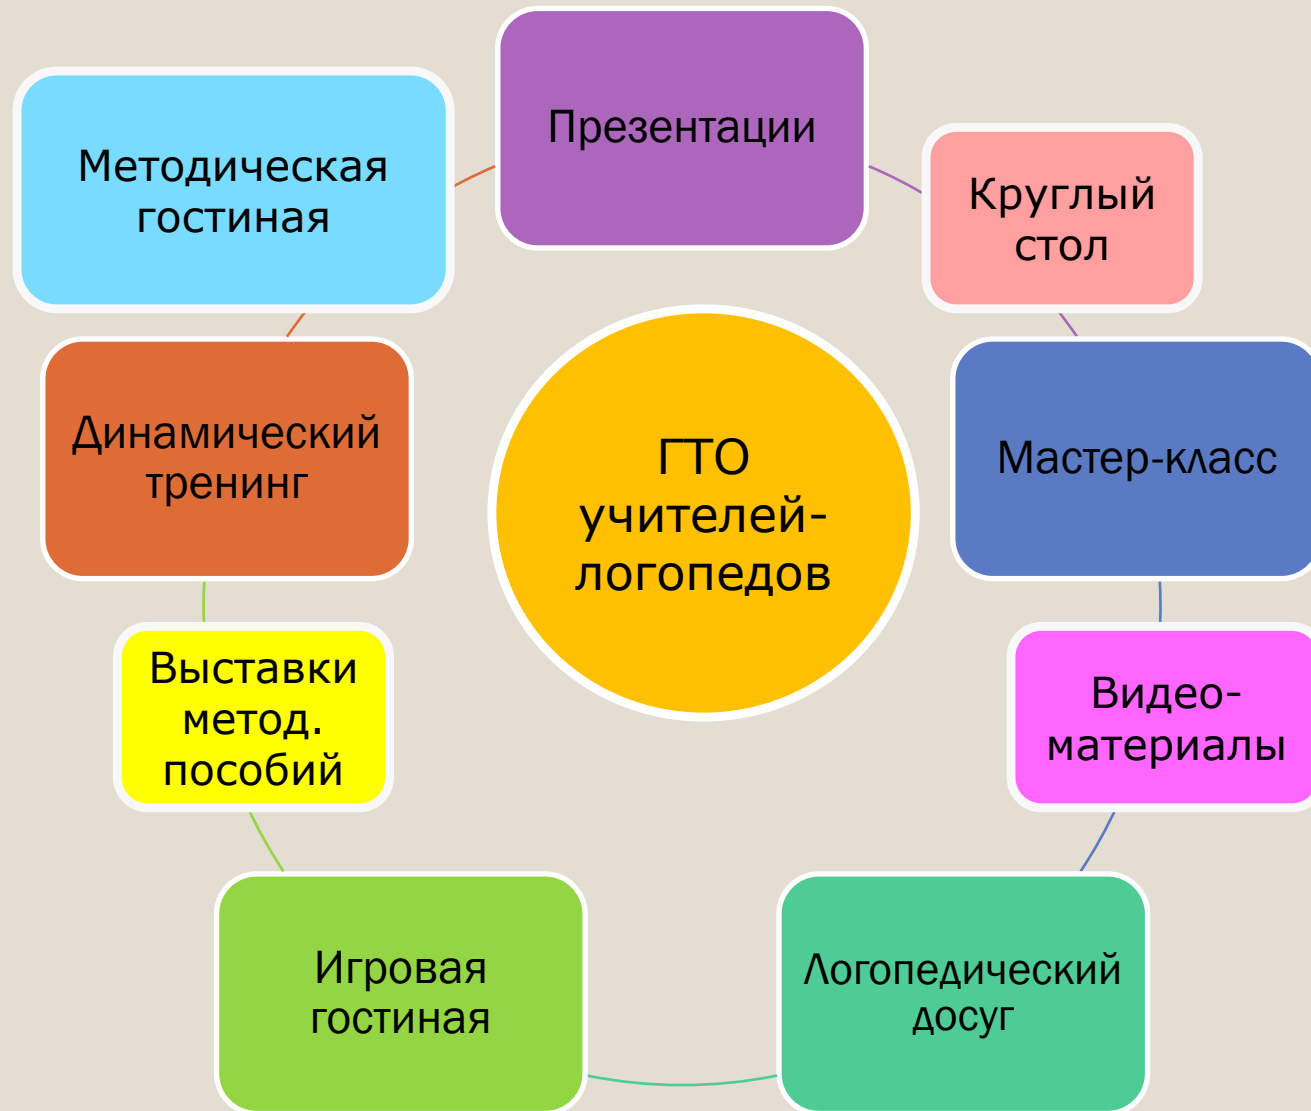 Презентации
Методическая
гостиная
Круглый
стол
Динамический
тренинг
ГТО
учителей-
логопедов
Мастер-класс
Выставки
метод.
пособий
Видео-
материалы
Игровая
гостиная
Логопедический
досуг